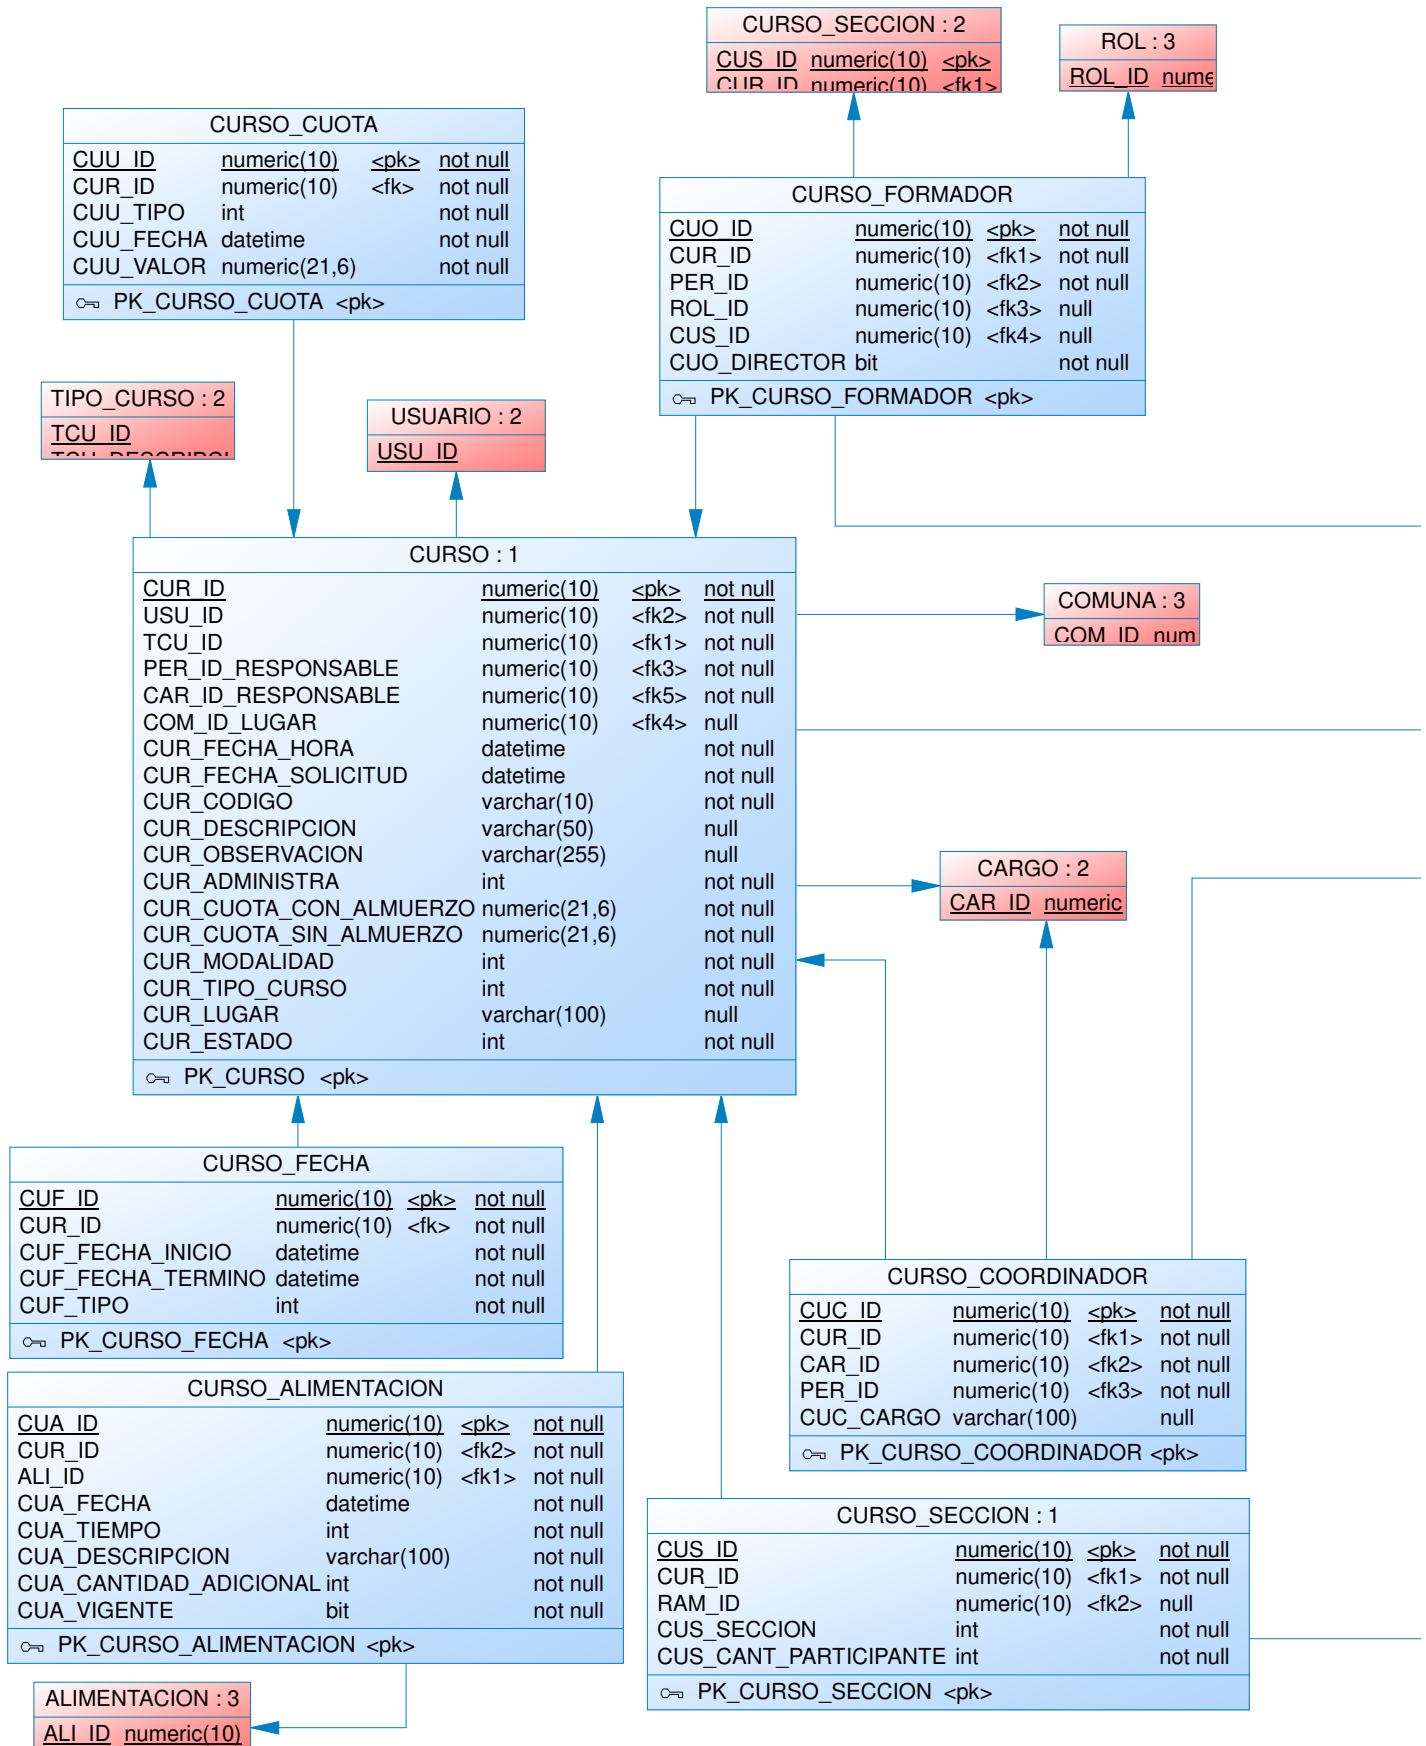 CURSO_SECCION : 2
CUS_ID numeric(10) <pk>
CUR_ID numeric(10) <fk1>
ROL : 3
ROL_ID nume
CURSO_CUOTA
CUU_ID numeric(10) <pk> not null
CUR_ID numeric(10) <fk> not null
CUU_TIPO int not null
CUU_FECHA datetime not null
CUU_VALOR numeric(21,6) not null
PK_CURSO_CUOTA <pk>
CURSO_FORMADOR
CUO_ID numeric(10) <pk> not null
CUR_ID numeric(10) <fk1> not null
PER_ID numeric(10) <fk2> not null
ROL_ID numeric(10) <fk3> null
CUS_ID numeric(10) <fk4> null
CUO_DIRECTOR bit not null
PK_CURSO_FORMADOR <pk>
TIPO_CURSO : 2
TCU_ID
TCU_DESCRIPCI
USUARIO : 2
USU_ID
CURSO : 1
CUR_ID numeric(10) <pk> not null
USU_ID numeric(10) <fk2> not null
TCU_ID numeric(10) <fk1> not null
PER_ID_RESPONSABLE numeric(10) <fk3> not null
CAR_ID_RESPONSABLE numeric(10) <fk5> not null
COM_ID_LUGAR numeric(10) <fk4> null
CUR_FECHA_HORA datetime not null
CUR_FECHA_SOLICITUD datetime not null
CUR_CODIGO varchar(10) not null
CUR_DESCRIPCION varchar(50) null
CUR_OBSERVACION varchar(255) null
CUR_ADMINISTRA int not null
CUR_CUOTA_CON_ALMUERZO numeric(21,6) not null
CUR_CUOTA_SIN_ALMUERZO numeric(21,6) not null
CUR_MODALIDAD int not null
CUR_TIPO_CURSO int not null
CUR_LUGAR varchar(100) null
CUR_ESTADO int not null
PK_CURSO <pk>
COMUNA : 3
COM_ID num
CARGO : 2
CAR_ID numeric
CURSO_FECHA
CUF_ID numeric(10) <pk> not null
CUR_ID numeric(10) <fk> not null
CUF_FECHA_INICIO datetime not null
CUF_FECHA_TERMINO datetime not null
CUF_TIPO int not null
PK_CURSO_FECHA <pk>
CURSO_COORDINADOR
CUC_ID numeric(10) <pk> not null
CUR_ID numeric(10) <fk1> not null
CAR_ID numeric(10) <fk2> not null
PER_ID numeric(10) <fk3> not null
CUC_CARGO varchar(100) null
PK_CURSO_COORDINADOR <pk>
CURSO_ALIMENTACION
CUA_ID numeric(10) <pk> not null
CUR_ID numeric(10) <fk2> not null
ALI_ID numeric(10) <fk1> not null
CUA_FECHA datetime not null
CUA_TIEMPO int not null
CUA_DESCRIPCION varchar(100) not null
CUA_CANTIDAD_ADICIONAL int not null
CUA_VIGENTE bit not null
PK_CURSO_ALIMENTACION <pk>
CURSO_SECCION : 1
CUS_ID numeric(10) <pk> not null
CUR_ID numeric(10) <fk1> not null
RAM_ID numeric(10) <fk2> null
CUS_SECCION int not null
CUS_CANT_PARTICIPANTE int not null
PK_CURSO_SECCION <pk>
ALIMENTACION : 3
ALI_ID numeric(10)